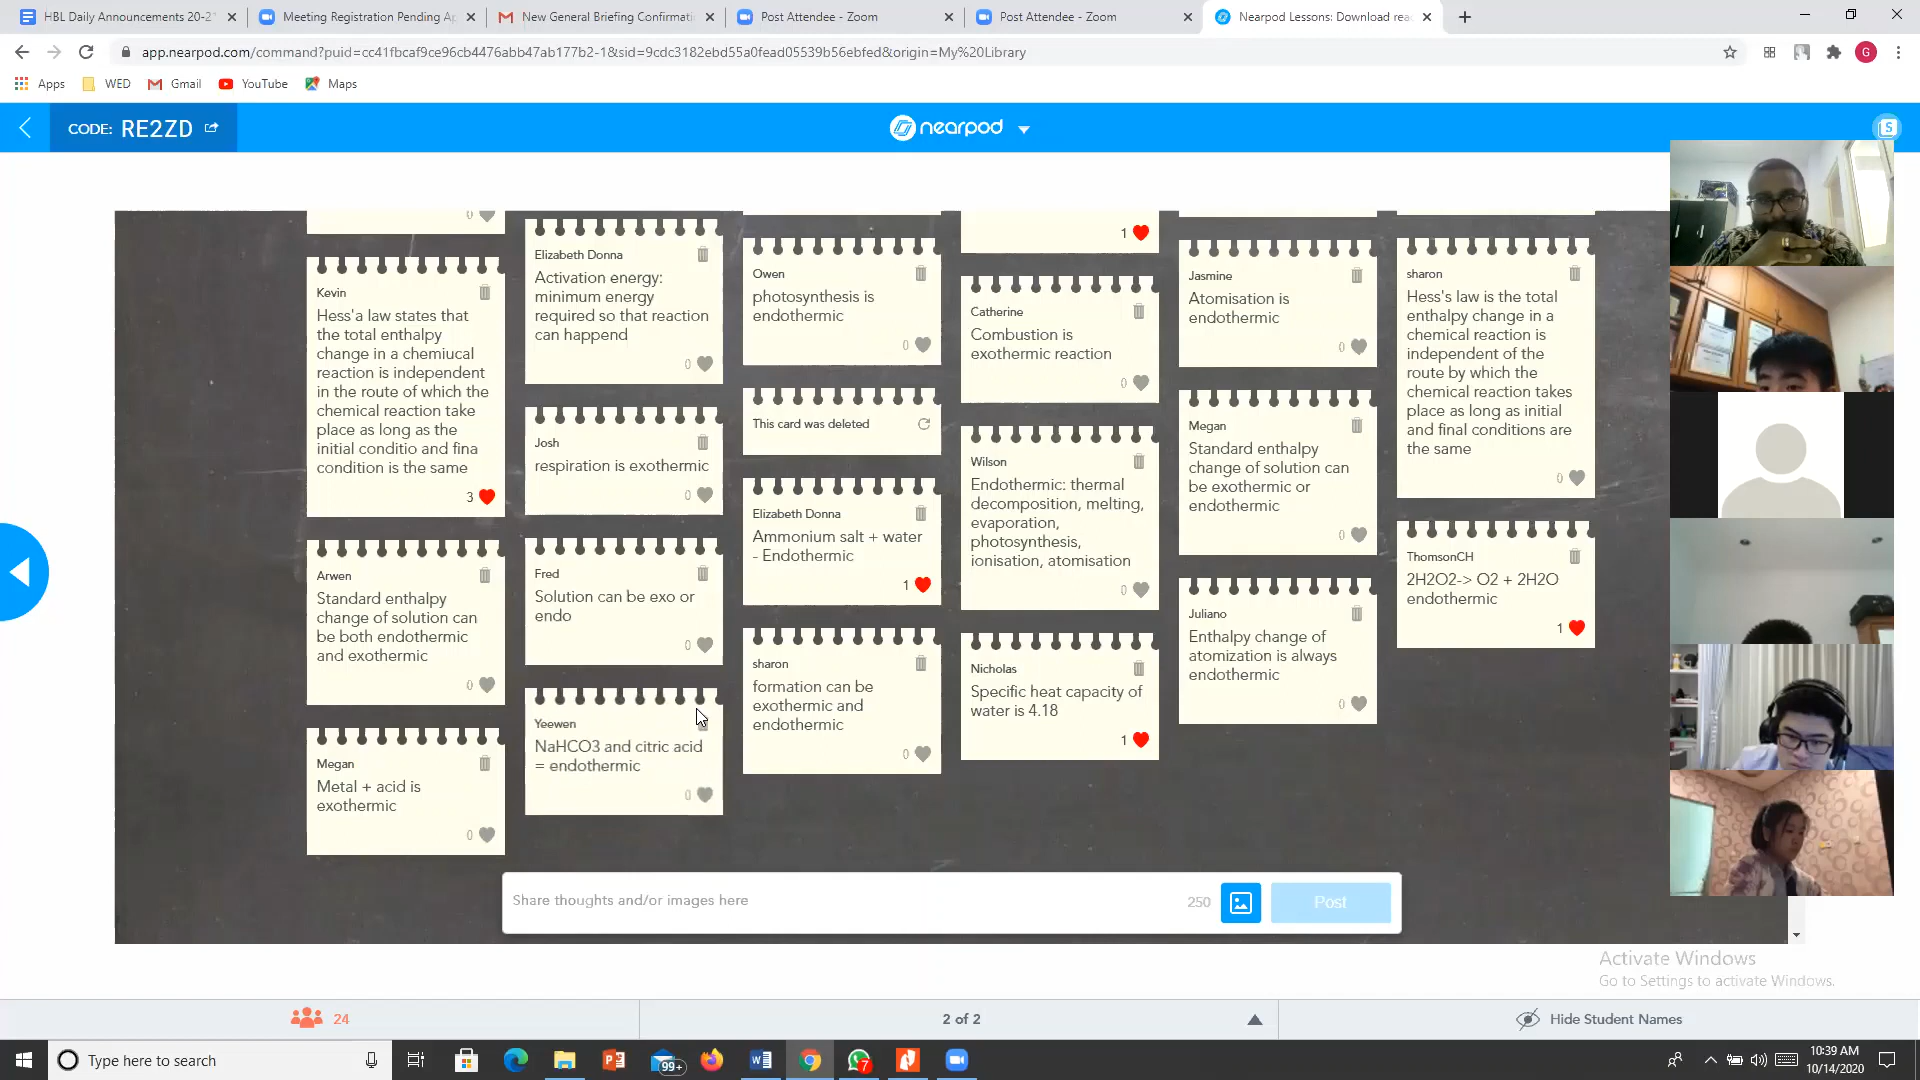 HBL Daily Announcements 20-2
Meeting Registration Pending Ap
New General Briefing Confirmati
Post Attendee - Zoom
Post Attendee - Zoom
Nearpod Lessons: Download rea
app.nearpod.com/command?puid=cc41fbcaf9ce96cb4476abb47ab177b2-1&sid=9cdc3182ebd55a0fead05539b56ebfed&origin=My%20Library
G
Apps
WED
Gmail
YouTube
Maps
CODE: RE2ZD
nearpod
S
0
Kevin
Hess'a law states that
the total enthalpy
change in a chemiucal
reaction is independent
in the route of which the
chemical reaction take
place as long as the
initial conditio and fina
condition is the same
3
Arwen
Standard enthalpy
change of solution can
be both endothermic
and exothermic
0
Megan
Metal + acid is
exothermic
0
Elizabeth Donna
Activation energy:
minimum energy
required so that reaction
can happend
0
Josh
respiration is exothermic
0
Fred
Solution can be exo or
endo
0
Yeewen
NaHCO3 and citric acid
= endothermic
0
Owen
photosynthesis is
endothermic
0
This card was deleted
Elizabeth Donna
Ammonium salt + water
- Endothermic
1
sharon
formation can be
exothermic and
endothermic
0
1
Catherine
Combustion is
exothermic reaction
0
Wilson
Endothermic: thermal
decomposition, melting,
evaporation,
photosynthesis,
ionisation, atomisation
0
Nicholas
Specific heat capacity of
water is 4.18
1
Jasmine
Atomisation is
endothermic
0
Megan
Standard enthalpy
change of solution can
be exothermic or
endothermic
0
Juliano
Enthalpy change of
atomization is always
endothermic
0
sharon
Hess's law is the total
enthalpy change in a
chemical reaction is
independent of the
route by which the
chemical reaction takes
place as long as initial
and final conditions are
the same
0
ThomsonCH
2H2O2-> O2 + 2H2O
endothermic
1
Share thoughts and/or images here
250
Post
Activate Windows
Go to Settings to activate Windows.
24
2 of 2
Hide Student Names
Type here to search
99+
7
10:39 AM
10/14/2020